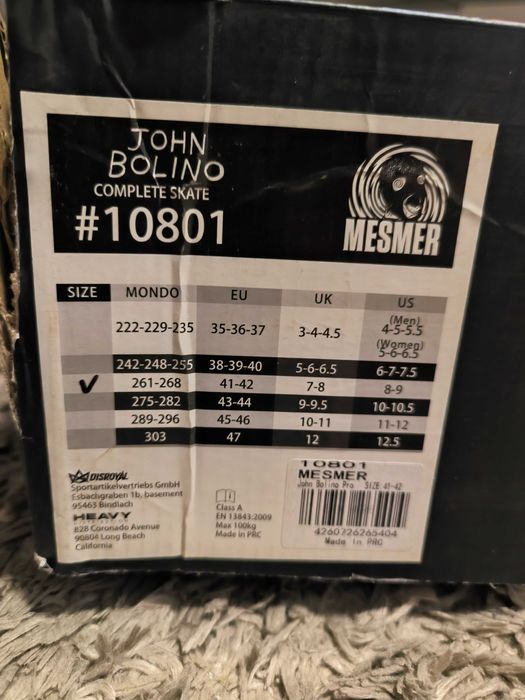 JOHN
BOLINO
COMPLETE SKATE
#10801
MESMER
SIZE MONDO EU UK US
222-229-235 35-36-37 3-4-4.5 (Men) 4-5-5.5 (Women) 5-6-6.5
242-248-255 38-39-40 5-6-6.5 6-7-7.5
✓ 261-268 41-42 7-8 8-9
275-282 43-44 9-9.5 10-10.5
289-296 45-46 10-11 11-12
303 47 12 12.5
DISROYAL
Sportartikelvertriebs GmbH
Esbachgraben 1b, basement
95463 Bindlach
HEAVY
828 Coronado Avenue
90804 Long Beach
California
Class A
EN 13843:2009
Max 100kg
Made in PRC
10801
MESMER
John Bolino Pro SIZE 41-42
4260726265404
Made in PRC